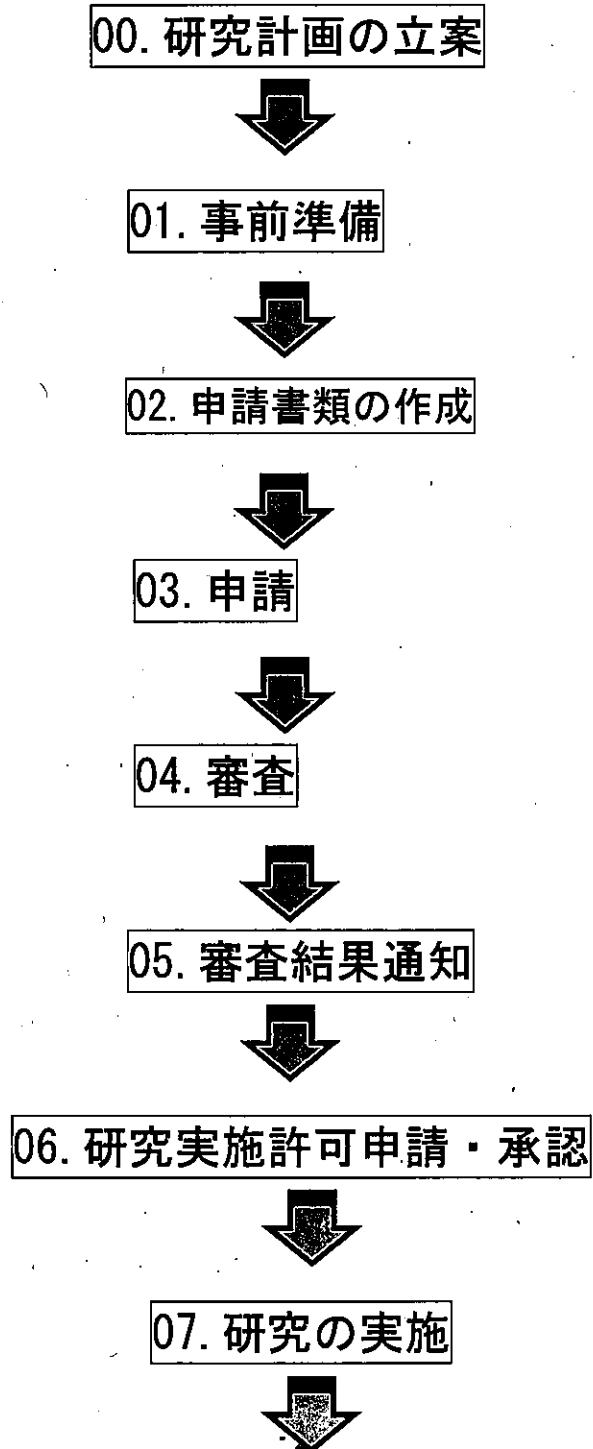 00. 研究計画の立案
01. 事前準備
02. 申請書類の作成
03. 申請
04. 審査
05. 審査結果通知
06. 研究実施許可申請・承認
07. 研究の実施